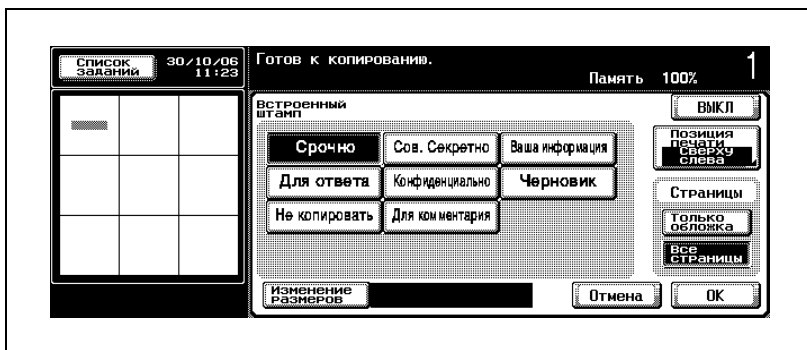 Список
заданий
30/10/06
11:23
Готов к копированию.
Память 100%
1
Встроенный
штамп
ВЫКЛ
Срочно
Сов. Секретно
Ваша информация
Для ответа
Конфиденциально
Черновик
Не копировать
Для комментария
Позиция
печати
Сверху
слева
Страницы
Только
обложка
Все
страницы
Изменение
размеров
Отмена
OK